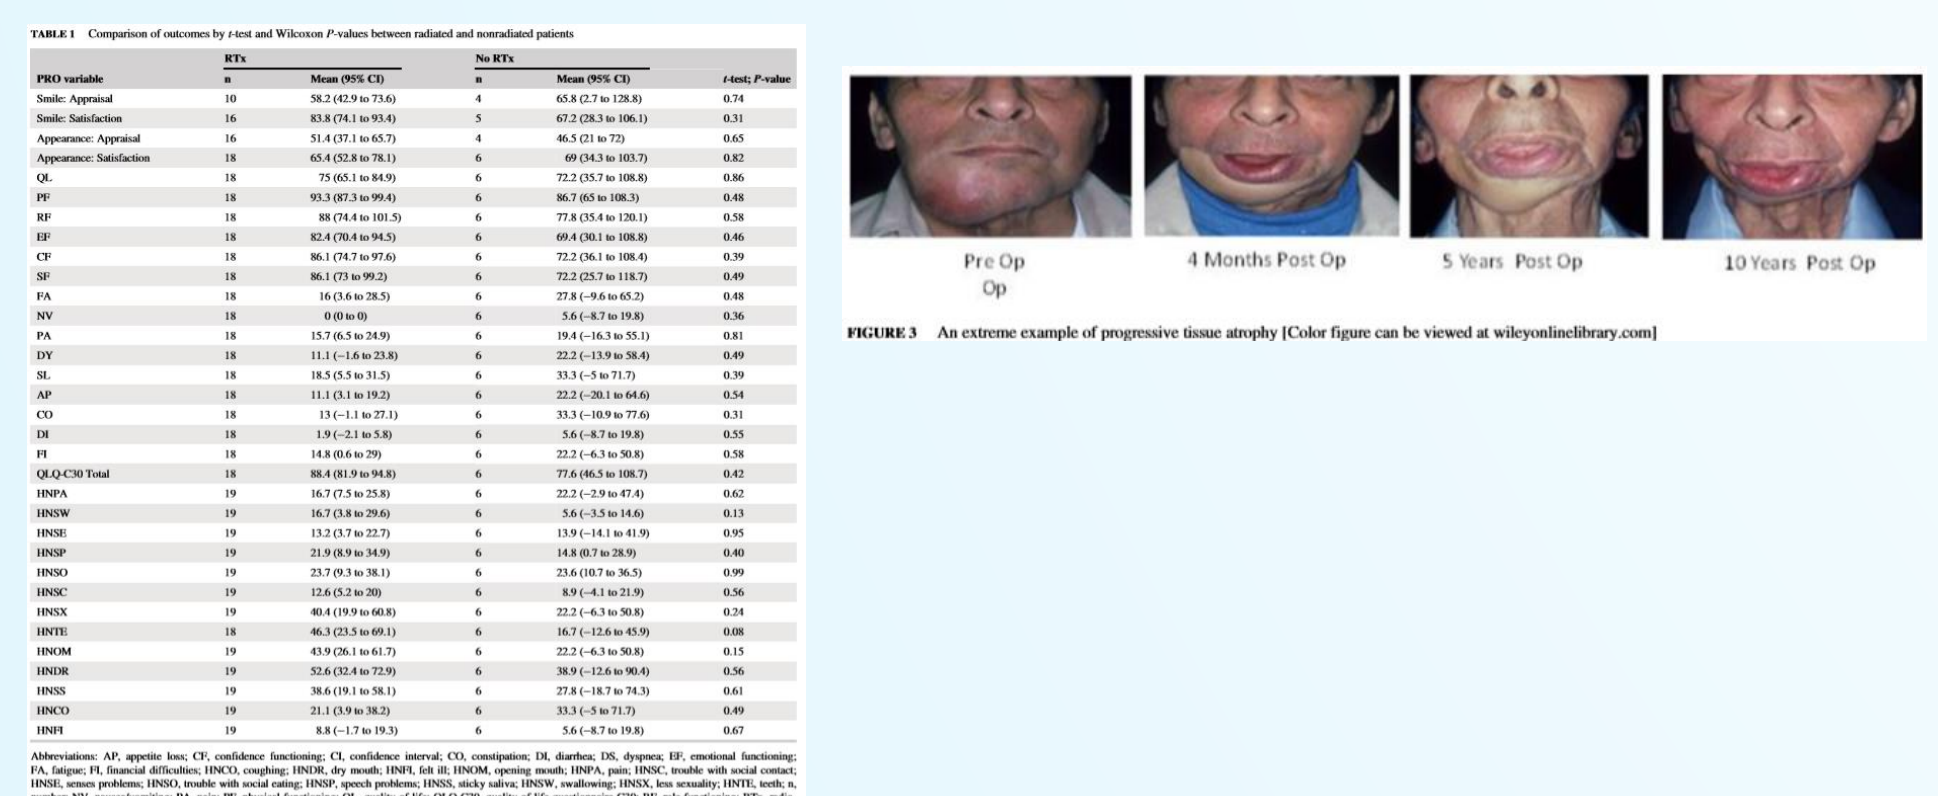 TABLE 1 Comparison of outcomes by t-test and Wilcoxon P-values between radiated and nonradiated patients
RTx No RTx
PRO variable n Mean (95% CI) n Mean (95% CI) t-test; P-value
Smile: Appraisal 10 58.2 (42.9 to 73.6) 4 65.8 (2.7 to 128.8) 0.74
Smile: Satisfaction 16 83.8 (74.1 to 93.4) 5 67.2 (28.3 to 106.1) 0.31
Appearance: Appraisal 16 51.4 (37.1 to 65.7) 4 46.5 (21 to 72) 0.65
Appearance: Satisfaction 18 65.4 (52.8 to 78.1) 6 69 (34.3 to 103.7) 0.82
QL 18 75 (65.1 to 84.9) 6 72.2 (35.7 to 108.8) 0.86
PF 18 93.3 (87.3 to 99.4) 6 86.7 (65 to 108.3) 0.48
RF 18 88 (74.4 to 101.5) 6 77.8 (35.4 to 120.1) 0.58
EF 18 82.4 (70.4 to 94.5) 6 69.4 (30.1 to 108.8) 0.46
CF 18 86.1 (74.7 to 97.6) 6 72.2 (36.1 to 108.4) 0.39
SF 18 86.1 (73 to 99.2) 6 72.2 (25.7 to 118.7) 0.49
FA 18 16 (3.6 to 28.5) 6 27.8 (−9.6 to 65.2) 0.48
NV 18 0 (0 to 0) 6 5.6 (−8.7 to 19.8) 0.36
PA 18 15.7 (6.5 to 24.9) 6 19.4 (−16.3 to 55.1) 0.81
DY 18 11.1 (−1.6 to 23.8) 6 22.2 (−13.9 to 58.4) 0.49
SL 18 18.5 (5.5 to 31.5) 6 33.3 (−5 to 71.7) 0.39
AP 18 11.1 (3.1 to 19.2) 6 22.2 (−20.1 to 64.6) 0.54
CO 18 13 (−1.1 to 27.1) 6 33.3 (−10.9 to 77.6) 0.31
DI 18 1.9 (−2.1 to 5.8) 6 5.6 (−8.7 to 19.8) 0.55
FI 18 14.8 (0.6 to 29) 6 22.2 (−6.3 to 50.8) 0.58
QLQ-C30 Total 18 88.4 (81.9 to 94.8) 6 77.6 (46.5 to 108.7) 0.42
HNPA 19 16.7 (7.5 to 25.8) 6 22.2 (−2.9 to 47.4) 0.62
HNSW 19 16.7 (3.8 to 29.6) 6 5.6 (−3.5 to 14.6) 0.13
HNSE 19 13.2 (3.7 to 22.7) 6 13.9 (−14.1 to 41.9) 0.95
HNSP 19 21.9 (8.9 to 34.9) 6 14.8 (0.7 to 28.9) 0.40
HNSO 19 23.7 (9.3 to 38.1) 6 23.6 (10.7 to 36.5) 0.99
HNSC 19 12.6 (5.2 to 20) 6 8.9 (−4.1 to 21.9) 0.56
HNSX 19 40.4 (19.9 to 60.8) 6 22.2 (−6.3 to 50.8) 0.24
HNTE 18 46.3 (23.5 to 69.1) 6 16.7 (−12.6 to 45.9) 0.08
HNOM 19 43.9 (26.1 to 61.7) 6 22.2 (−6.3 to 50.8) 0.15
HNDR 19 52.6 (32.4 to 72.9) 6 38.9 (−12.6 to 90.4) 0.56
HNSS 19 38.6 (19.1 to 58.1) 6 27.8 (−18.7 to 74.3) 0.61
HNCO 19 21.1 (3.9 to 38.2) 6 33.3 (−5 to 71.7) 0.49
HNFI 19 8.8 (−1.7 to 19.3) 6 5.6 (−8.7 to 19.8) 0.67
Abbreviations: AP, appetite loss; CF, confidence functioning; CI, confidence interval; CO, constipation; DI, diarrhea; DS, dyspnea; EF, emotional functioning;
FA, fatigue; FI, financial difficulties; HNCO, coughing; HNDR, dry mouth; HNFI, felt ill; HNOM, opening mouth; HNPA, pain; HNSC, trouble with social contact;
HNSE, senses problems; HNSO, trouble with social eating; HNSP, speech problems; HNSS, sticky saliva; HNSW, swallowing; HNSX, less sexuality; HNTE, teeth; n,
Pre Op
Op
4 Months Post Op
5 Years Post Op
10 Years Post Op
FIGURE 3 An extreme example of progressive tissue atrophy [Color figure can be viewed at wileyonlinelibrary.com]